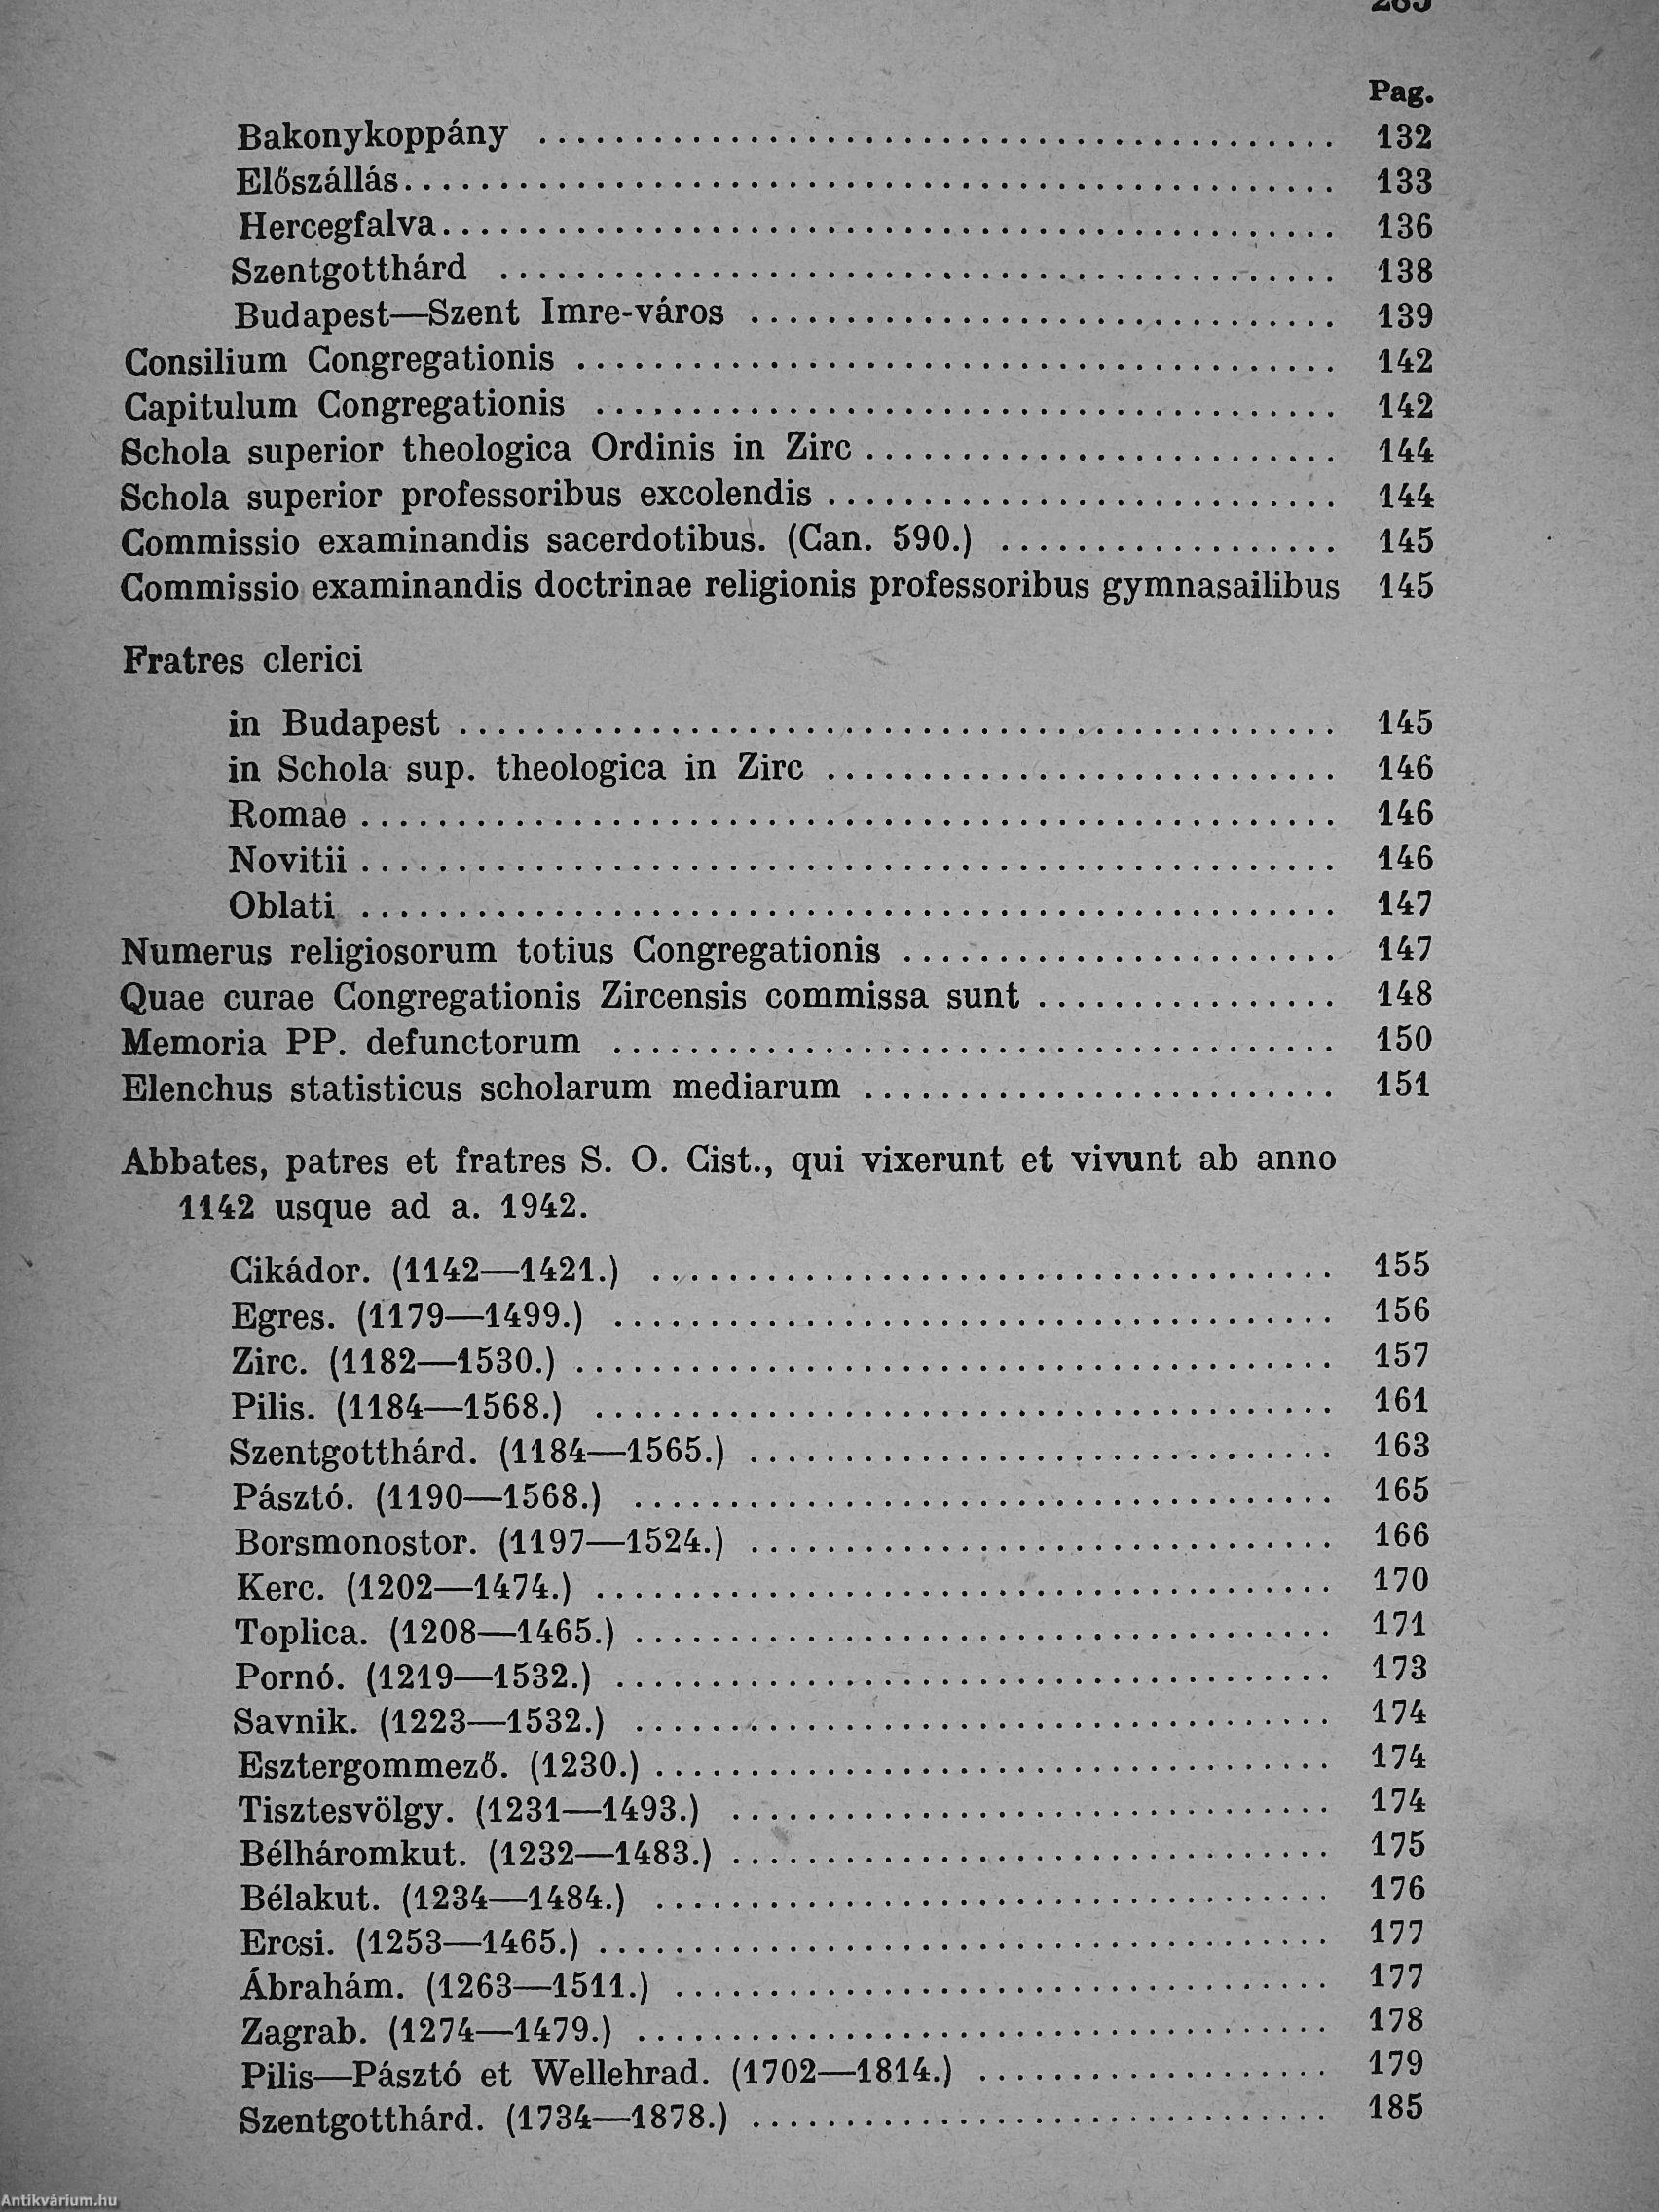 285
Pag.
Bakonykoppány ........................................ 132
Előszállás ........................................ 133
Hercegfalva ........................................ 136
Szentgotthárd ........................................ 138
Budapest—Szent Imre-város ........................................ 139
Consilium Congregationis ........................................ 142
Capitulum Congregationis ........................................ 142
Schola superior theologica Ordinis in Zirc ........................................ 144
Schola superior professoribus excolendis ........................................ 144
Commissio examinandis sacerdotibus. (Can. 590.) .................. 145
Commissio examinandis doctrinae religionis professoribus gymnasailibus 145
Fratres clerici
in Budapest ........................................ 145
in Schola sup. theologica in Zirc ........................................ 146
Romae ........................................ 146
Novitii ........................................ 146
Oblati ........................................ 147
Numerus religiosorum totius Congregationis ....................... 147
Quae curae Congregationis Zircensis commissa sunt ................ 148
Memoria PP. defunctorum ........................................ 150
Elenchus statisticus scholarum mediarum ......................... 151
Abbates, patres et fratres S. O. Cist., qui vixerunt et vivunt ab anno
1142 usque ad a. 1942.
Cikádor. (1142—1421.) ........................................ 155
Egres. (1179—1499.) ........................................ 156
Zirc. (1182—1530.) ........................................ 157
Pilis. (1184—1568.) ........................................ 161
Szentgotthárd. (1184—1565.) ........................................ 163
Pásztó. (1190—1568.) ........................................ 165
Borsmonostor. (1197—1524.) ........................................ 166
Kerc. (1202—1474.) ........................................ 170
Toplica. (1208—1465.) ........................................ 171
Pornó. (1219—1532.) ........................................ 173
Savnik. (1223—1532.) ........................................ 174
Esztergommező. (1230.) ........................................ 174
Tisztesvölgy. (1231—1493.) ........................................ 174
Bélháromkut. (1232—1483.) ........................................ 175
Bélakut. (1234—1484.) ........................................ 176
Ercsi. (1253—1465.) ........................................ 177
Ábrahám. (1263—1511.) ........................................ 177
Zagrab. (1274—1479.) ........................................ 178
Pilis—Pásztó et Wellehrad. (1702—1814.) ................... 179
Szentgotthárd. (1734—1878.) ........................................ 185
Antikvárium.hu